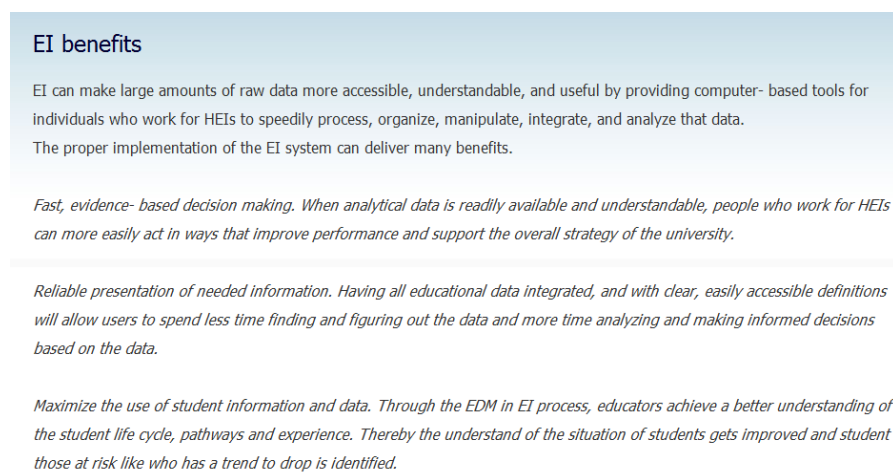 EI benefits
EI can make large amounts of raw data more accessible, understandable, and useful by providing computer- based tools for
individuals who work for HEIs to speedily process, organize, manipulate, integrate, and analyze that data.
The proper implementation of the EI system can deliver many benefits.
Fast, evidence- based decision making. When analytical data is readily available and understandable, people who work for HEIs
can more easily act in ways that improve performance and support the overall strategy of the university.
Reliable presentation of needed information. Having all educational data integrated, and with clear, easily accessible definitions
will allow users to spend less time finding and figuring out the data and more time analyzing and making informed decisions
based on the data.
Maximize the use of student information and data. Through the EDM in EI process, educators achieve a better understanding of
the student life cycle, pathways and experience. Thereby the understand of the situation of students gets improved and student
those at risk like who has a trend to drop is identified.